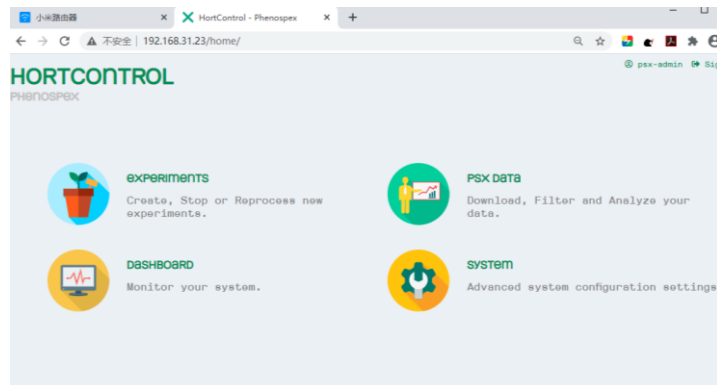 小米路由器
HortControl - Phenospex
不安全
192.168.31.23/home/
psx-admin
HORTCONTROL
PHENOSPEX
EXPERIMENTS
Create, Stop or Reprocess new
experiments.
PSX DATA
Download, Filter and Analyze your
data.
DASHBOARD
Monitor your system.
SYSTEM
Advanced system configuration settings